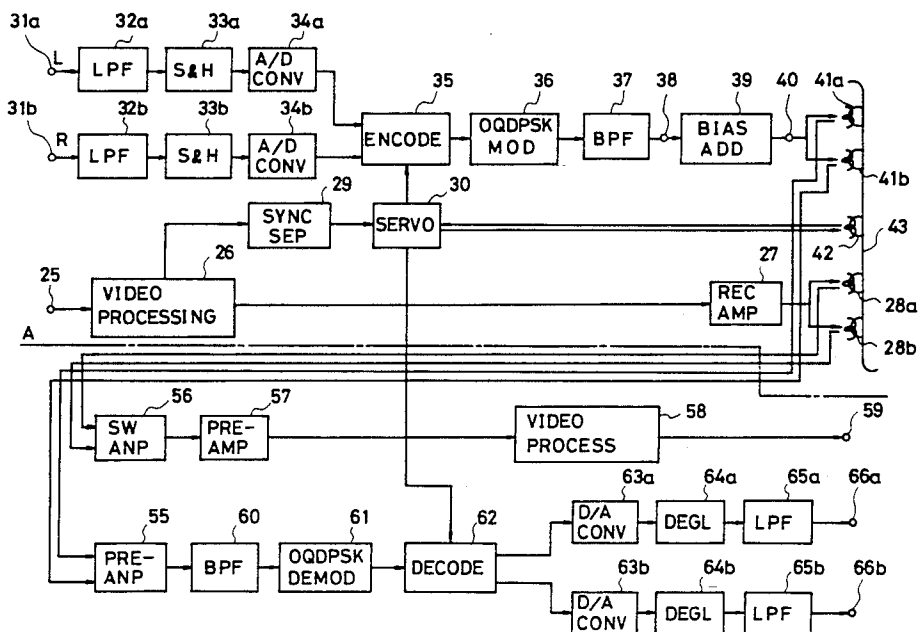 31a
L
32a
LPF
33a
S&H
34a
A/D
CONV
31b
R
32b
LPF
33b
S&H
34b
A/D
CONV
35
ENCODE
36
OQDPSK
MOD
37
BPF
38
39
BIAS
ADD
40
41a
41b
29
SYNC
SEP
30
SERVO
42
43
25
26
VIDEO
PROCESSING
27
REC
AMP
28a
28b
A
56
SW
ANP
57
PRE-
AMP
58
VIDEO
PROCESS
59
55
PRE-
ANP
60
BPF
61
OQDPSK
DEMOD
62
DECODE
63a
D/A
CONV
64a
DEGL
65a
LPF
66a
63b
D/A
CONV
64b
DEGL
65b
LPF
66b